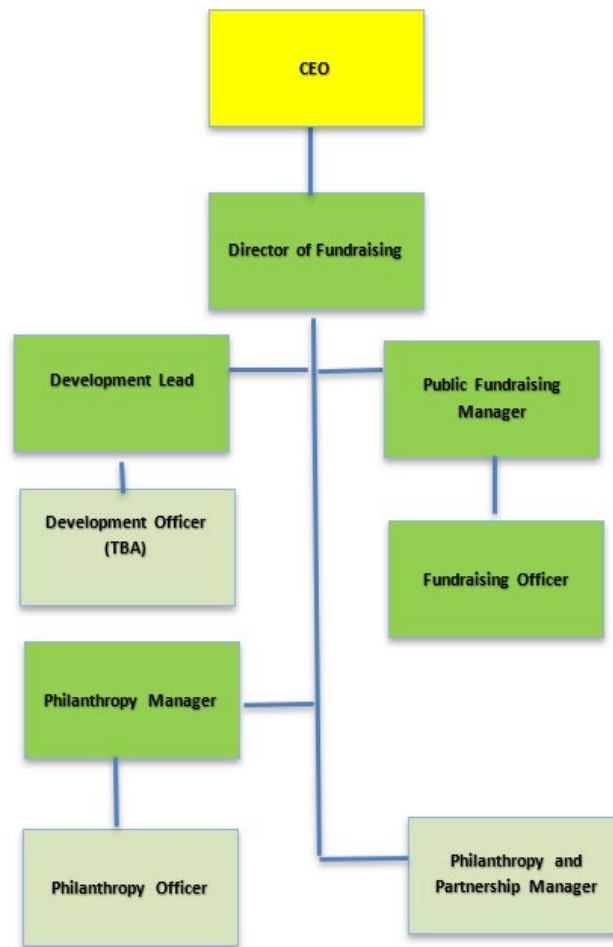 CEO
Director of Fundraising
Development Lead
Public Fundraising
Manager
Development Officer
(TBA)
Fundraising Officer
Philanthropy Manager
Philanthropy Officer
Philanthropy and
Partnership Manager